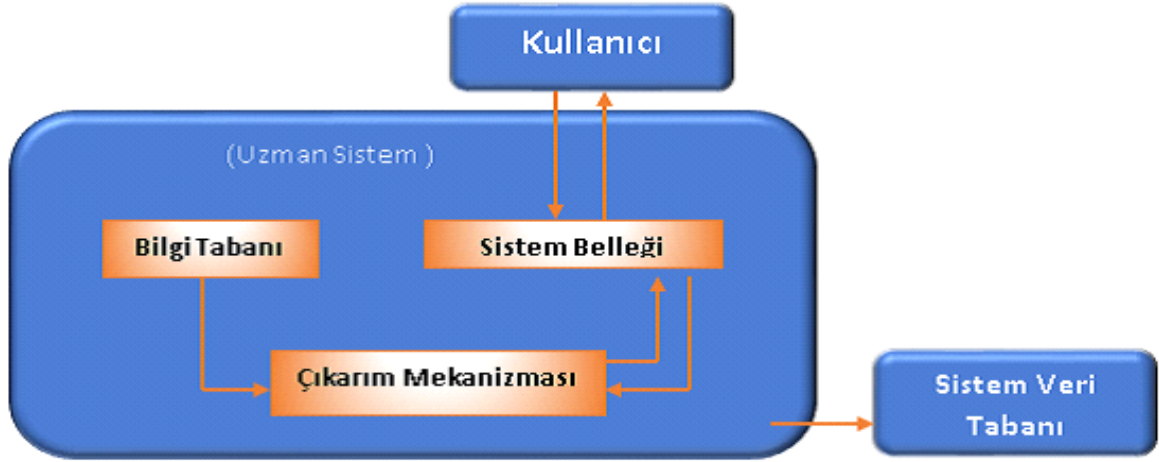 Kullanıcı
(Uzman Sistem )
Bilgi Tabanı
Sistem Belleği
Çıkarım Mekanizması
Sistem Veri
Tabanı